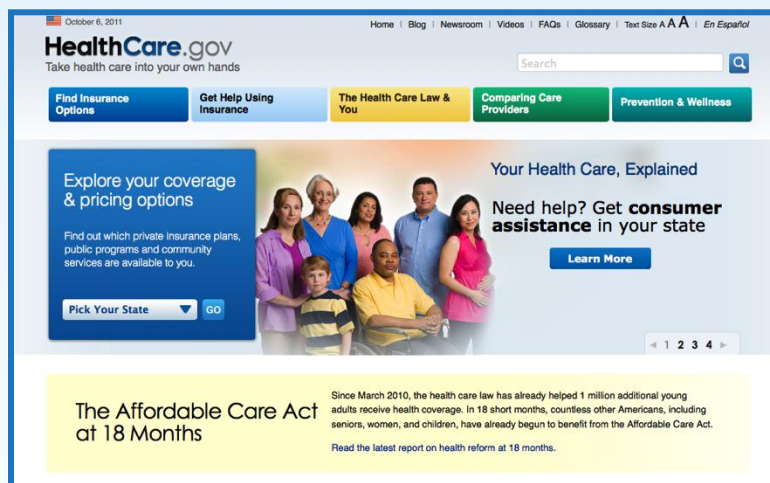 October 6, 2011
Home | Blog | Newsroom | Videos | FAQs | Glossary | Text Size A A A | En Español
HealthCare.gov
Take health care into your own hands
Search
Find Insurance
Options
Get Help Using
Insurance
The Health Care Law &
You
Comparing Care
Providers
Prevention & Wellness
Explore your coverage
& pricing options
Find out which private insurance plans,
public programs and community
services are available to you.
Pick Your State
GO
Your Health Care, Explained
Need help? Get consumer
assistance in your state
Learn More
1 2 3 4
The Affordable Care Act
at 18 Months
Since March 2010, the health care law has already helped 1 million additional young
adults receive health coverage. In 18 short months, countless other Americans, including
seniors, women, and children, have already begun to benefit from the Affordable Care Act.
Read the latest report on health reform at 18 months.